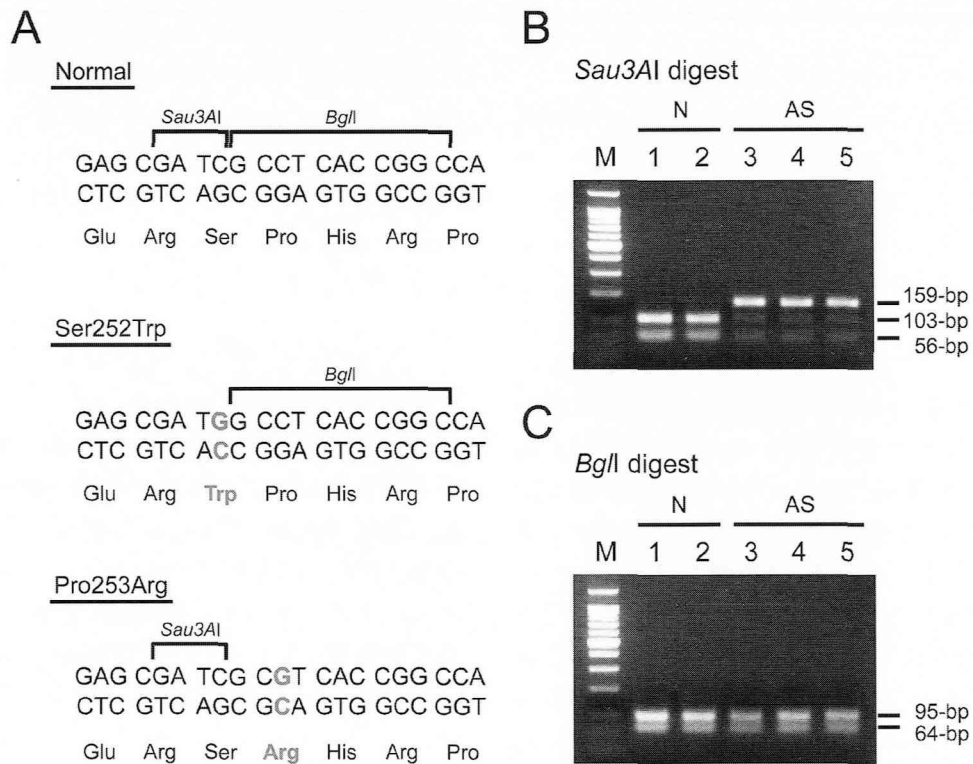 A
Normal
Sau3AI BglI
GAG CGA TCG CCT CAC CGG CCA
CTC GTC AGC GGA GTG GCC GGT
Glu Arg Ser Pro His Arg Pro
Ser252Trp
BglI
GAG CGA TGG CCT CAC CGG CCA
CTC GTC ACC GGA GTG GCC GGT
Glu Arg Trp Pro His Arg Pro
Pro253Arg
Sau3AI
GAG CGA TCG CGT CAC CGG CCA
CTC GTC AGC GCA GTG GCC GGT
Glu Arg Ser Arg His Arg Pro
B
Sau3AI digest
N AS
M 1 2 3 4 5
159-bp
103-bp
56-bp
C
BglI digest
N AS
M 1 2 3 4 5
95-bp
64-bp